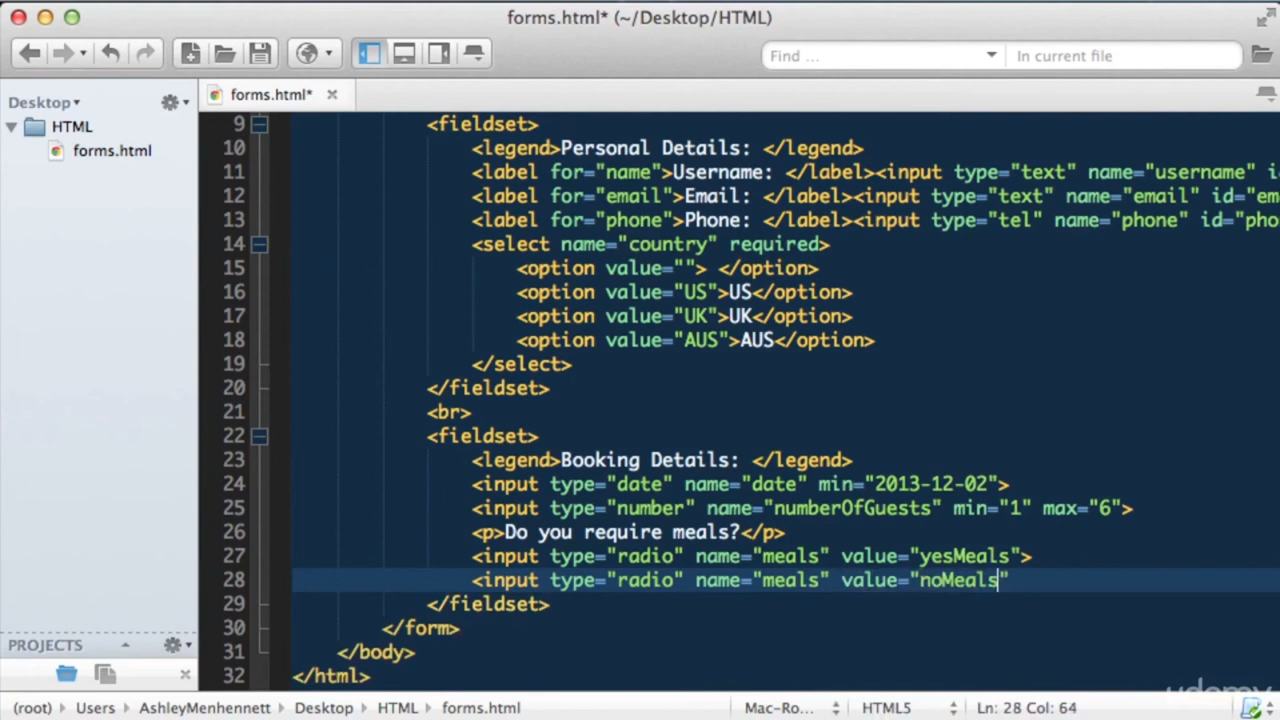 forms.html* (~/Desktop/HTML)
Find ...
In current file
Desktop
forms.html*
HTML
forms.html
9 <fieldset>
10 <legend>Personal Details: </legend>
11 <label for="name">Username: </label><input type="text" name="username" id
12 <label for="email">Email: </label><input type="text" name="email" id="em
13 <label for="phone">Phone: </label><input type="tel" name="phone" id="pho
14 <select name="country" required>
15 <option value=""> </option>
16 <option value="US">US</option>
17 <option value="UK">UK</option>
18 <option value="AUS">AUS</option>
19 </select>
20 </fieldset>
21 <br>
22 <fieldset>
23 <legend>Booking Details: </legend>
24 <input type="date" name="date" min="2013-12-02">
25 <input type="number" name="numberOfGuests" min="1" max="6">
26 <p>Do you require meals?</p>
27 <input type="radio" name="meals" value="yesMeals">
28 <input type="radio" name="meals" value="noMeals"
29 </fieldset>
30 </form>
31 </body>
32 </html>
PROJECTS
udemy
(root) Users AshleyMenhennett Desktop HTML forms.html
Mac-Ro... HTML5 Ln: 28 Col: 64